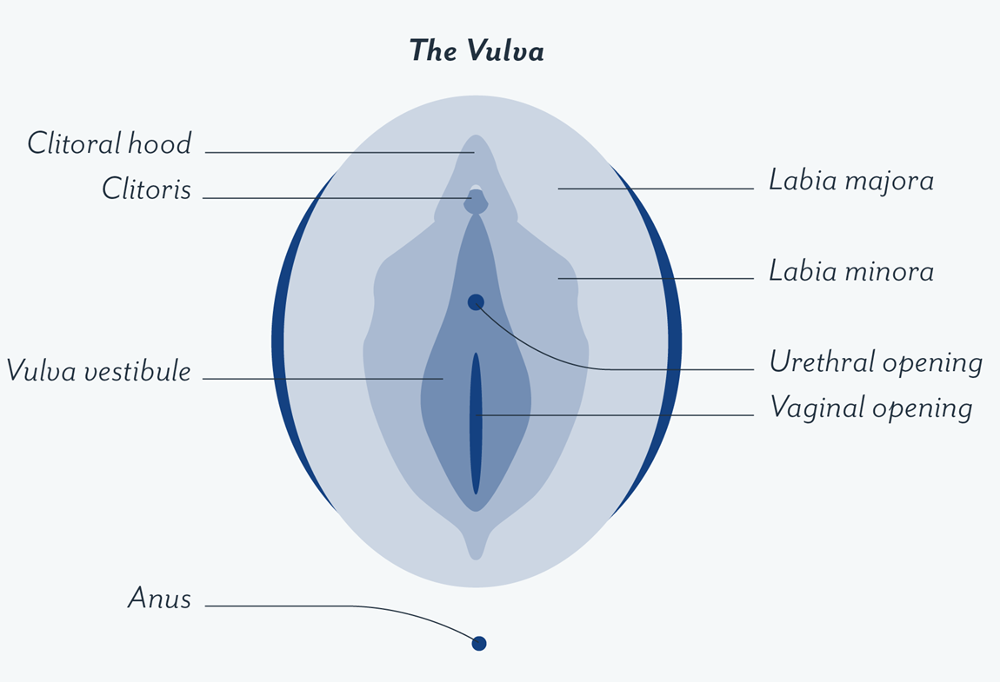 The Vulva
Clitoral hood
Clitoris
Labia majora
Labia minora
Vulva vestibule
Urethral opening
Vaginal opening
Anus